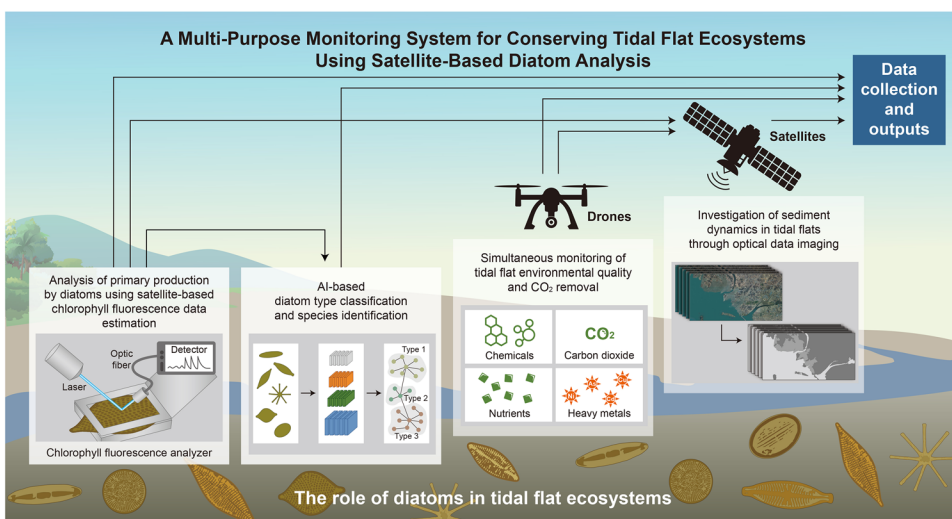 A Multi-Purpose Monitoring System for Conserving Tidal Flat Ecosystems
Using Satellite-Based Diatom Analysis
Data
collection
and
outputs
Satellites
Drones
Analysis of primary production
by diatoms using satellite-based
chlorophyll fluorescence data
estimation
Optic
fiber
Detector
Laser
Chlorophyll fluorescence analyzer
AI-based
diatom type classification
and species identification
Type 1
Type 2
Type 3
Simultaneous monitoring of
tidal flat environmental quality
and CO₂ removal
Chemicals
CO₂
Carbon dioxide
Nutrients
Heavy metals
Investigation of sediment
dynamics in tidal flats
through optical data imaging
The role of diatoms in tidal flat ecosystems